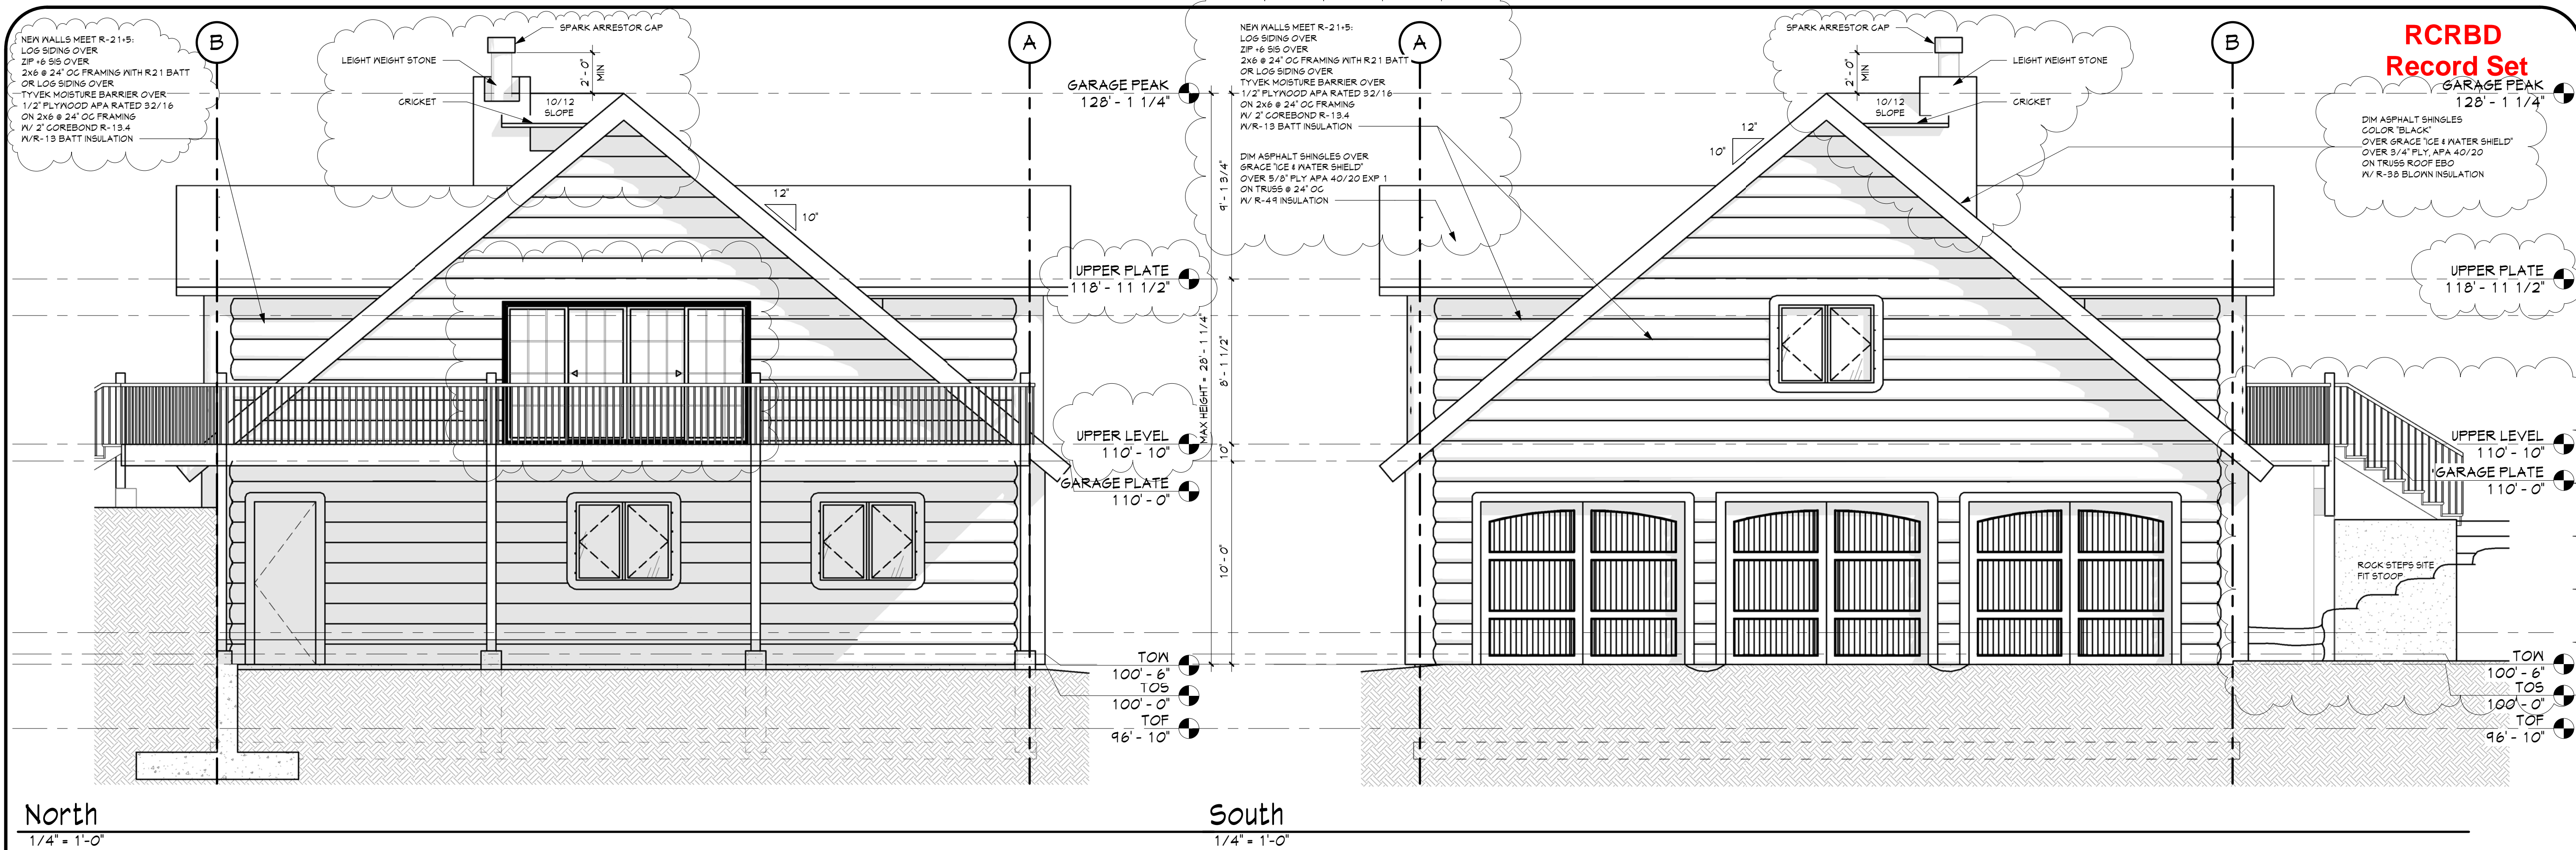 NEW WALLS MEET R-21+5:
LOG SIDING OVER
ZIP +6 SIS OVER
2x6 @ 24" OC FRAMING WITH R21 BATT
OR LOG SIDING OVER
TYVEK MOISTURE BARRIER OVER
1/2" PLYWOOD APA RATED 32/16
ON 2x6 @ 24" OC FRAMING
W/ 2" COREBOND R-13.4
W/R-13 BATT INSULATION
B
SPARK ARRESTOR CAP
LEIGHT WEIGHT STONE
2'-0"
MIN
CRICKET
10/12
SLOPE
12"
10"
A
GARAGE PEAK
128' - 1 1/4"
UPPER PLATE
118' - 11 1/2"
UPPER LEVEL
110' - 10"
GARAGE PLATE
110' - 0"
TOW
100' - 6"
TOS
100' - 0"
TOF
96' - 10"
9' - 1 3/4"
8' - 1 1/2"
10"
10' - 0"
MAX HEIGHT = 28' - 1 1/4"
NEW WALLS MEET R-21+5:
LOG SIDING OVER
ZIP +6 SIS OVER
2x6 @ 24" OC FRAMING WITH R21 BATT
OR LOG SIDING OVER
TYVEK MOISTURE BARRIER OVER
1/2" PLYWOOD APA RATED 32/16
ON 2x6 @ 24" OC FRAMING
W/ 2" COREBOND R-13.4
W/R-13 BATT INSULATION
DIM ASPHALT SHINGLES OVER
GRACE "ICE & WATER SHIELD"
OVER 5/8" PLY APA 40/20 EXP 1
ON TRUSS @ 24" OC
W/ R-49 INSULATION
A
12"
10"
SPARK ARRESTOR CAP
2'-0"
MIN
LEIGHT WEIGHT STONE
10/12
SLOPE
CRICKET
B
RCRBD
Record Set
GARAGE PEAK
128' - 1 1/4"
DIM ASPHALT SHINGLES
COLOR "BLACK"
OVER GRACE "ICE & WATER SHIELD"
OVER 3/4" PLY, APA 40/20
ON TRUSS ROOF EBO
W/ R-38 BLOWN INSULATION
UPPER PLATE
118' - 11 1/2"
UPPER LEVEL
110' - 10"
GARAGE PLATE
110' - 0"
ROCK STEPS SITE
FIT STOOP
TOW
100' - 6"
TOS
100' - 0"
TOF
96' - 10"
North
1/4" = 1'-0"
South
1/4" = 1'-0"